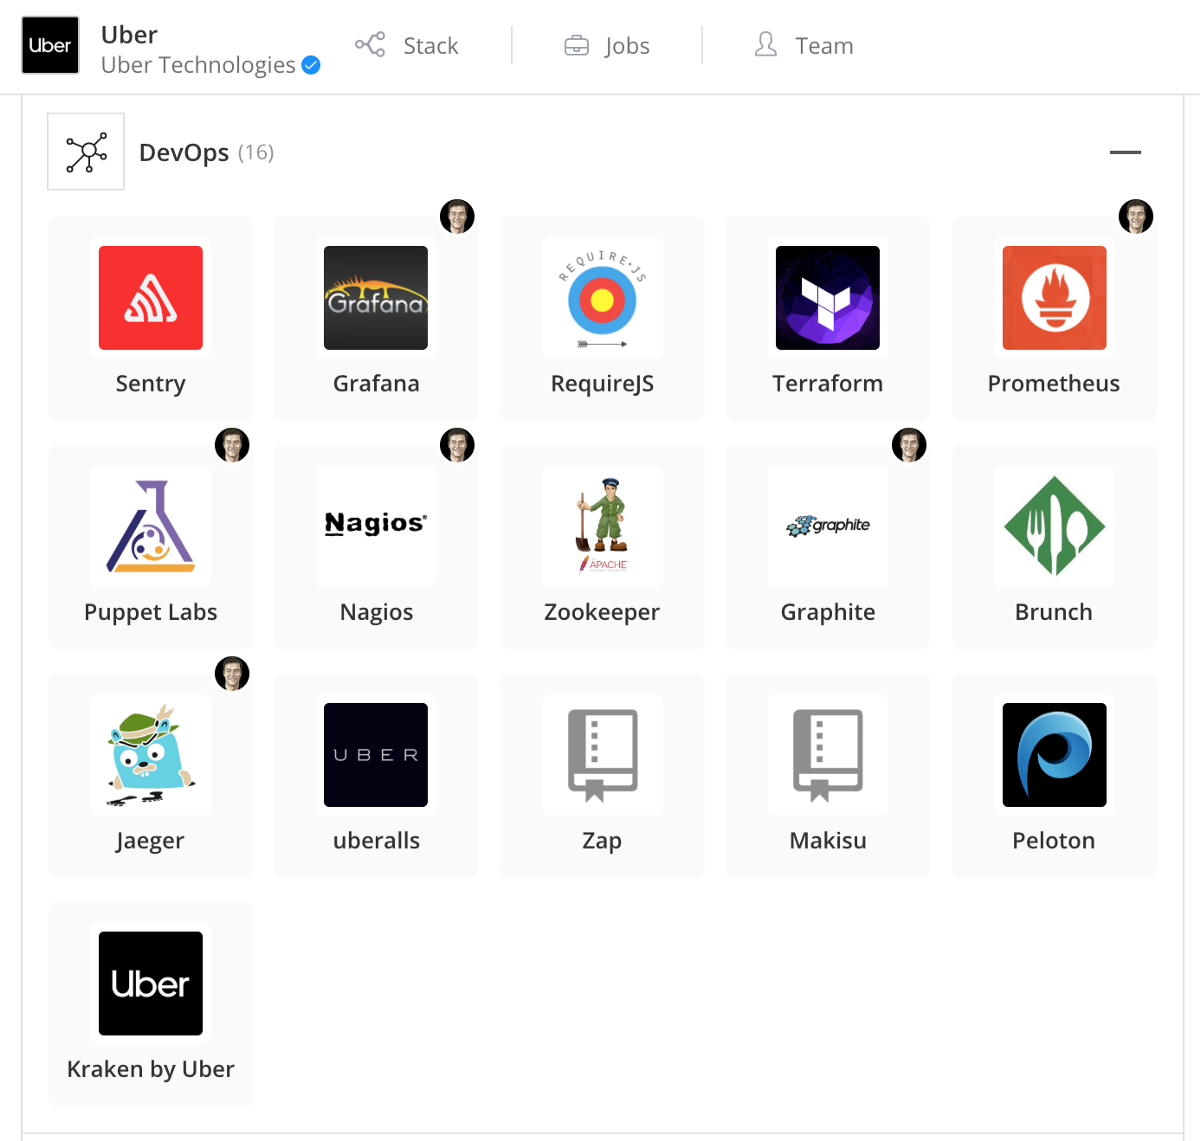 Uber
Uber
Uber Technologies
Stack
Jobs
Team
DevOps (16)
Grafana
REQUIRE·JS
Sentry
Grafana
RequireJS
Terraform
Prometheus
Nagios®
APACHE
graphite
Puppet Labs
Nagios
Zookeeper
Graphite
Brunch
UBER
Jaeger
uberalls
Zap
Makisu
Peloton
Uber
Kraken by Uber